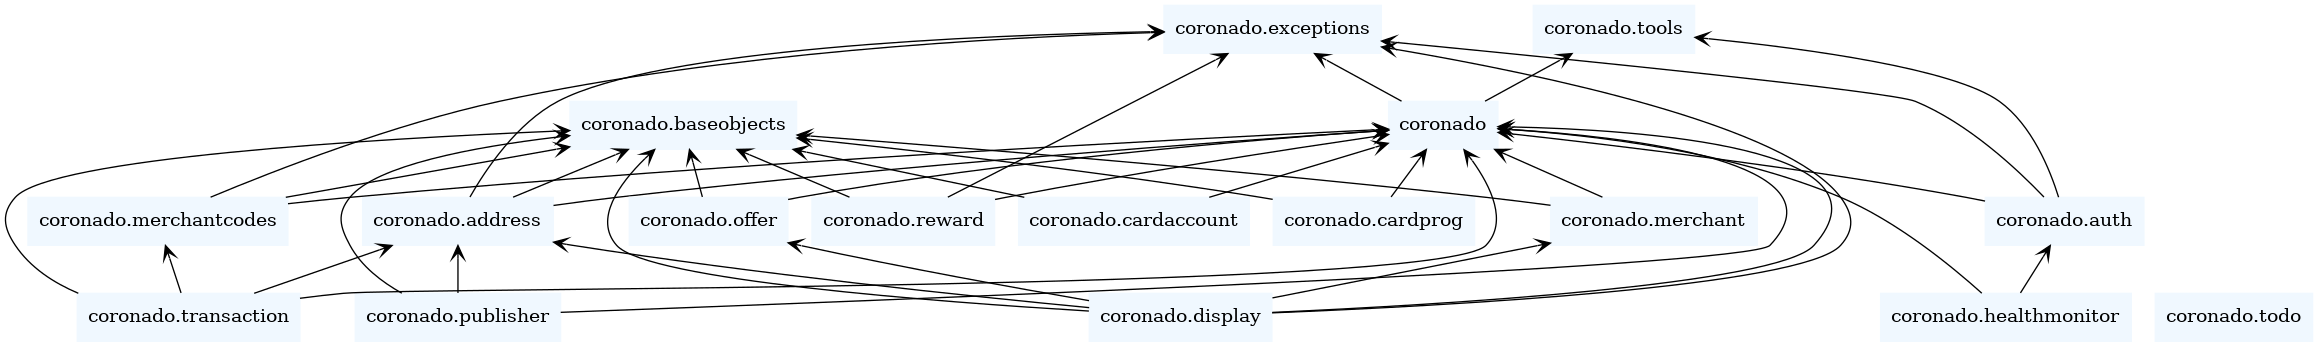 coronado.exceptions
coronado.tools
coronado.baseobjects
coronado
coronado.merchantcodes
coronado.address
coronado.offer
coronado.reward
coronado.cardaccount
coronado.cardprog
coronado.merchant
coronado.auth
coronado.transaction
coronado.publisher
coronado.display
coronado.healthmonitor
coronado.todo